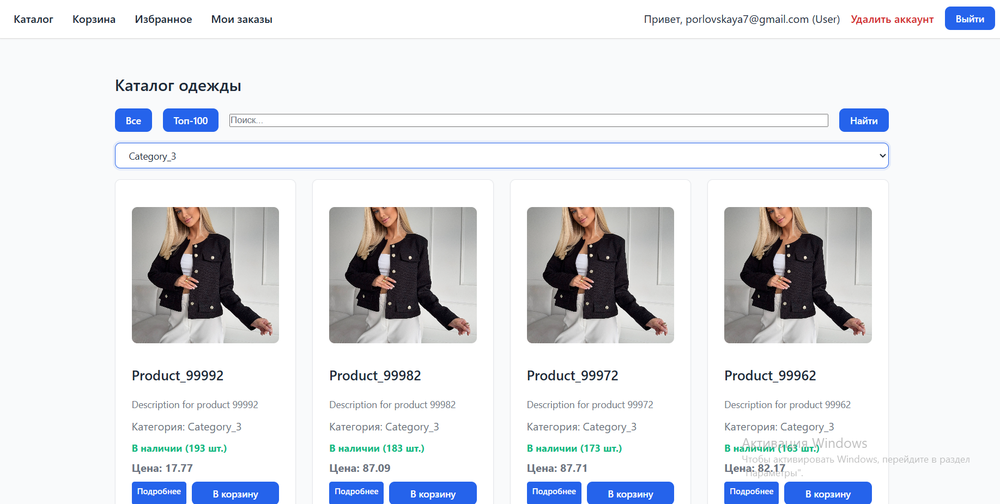 Каталог Корзина Избранное Мои заказы Привет, porlovskaya7@gmail.com (User) Удалить аккаунт Выйти
Каталог одежды
Все Топ-100 Поиск... Найти
Category_3
Product_99992 Product_99982 Product_99972 Product_99962
Description for product 99992 Description for product 99982 Description for product 99972 Description for product 99962
Категория: Category_3 Категория: Category_3 Категория: Category_3 Категория: Category_3
В наличии (193 шт.) В наличии (183 шт.) В наличии (173 шт.) В наличии (163 шт.)
Цена: 17.77 Цена: 87.09 Цена: 87.71 Цена: 82.17
Подробнее В корзину Подробнее В корзину Подробнее В корзину Подробнее В корзину
Активация Windows
Чтобы активировать Windows, перейдите в раздел
"Параметры".